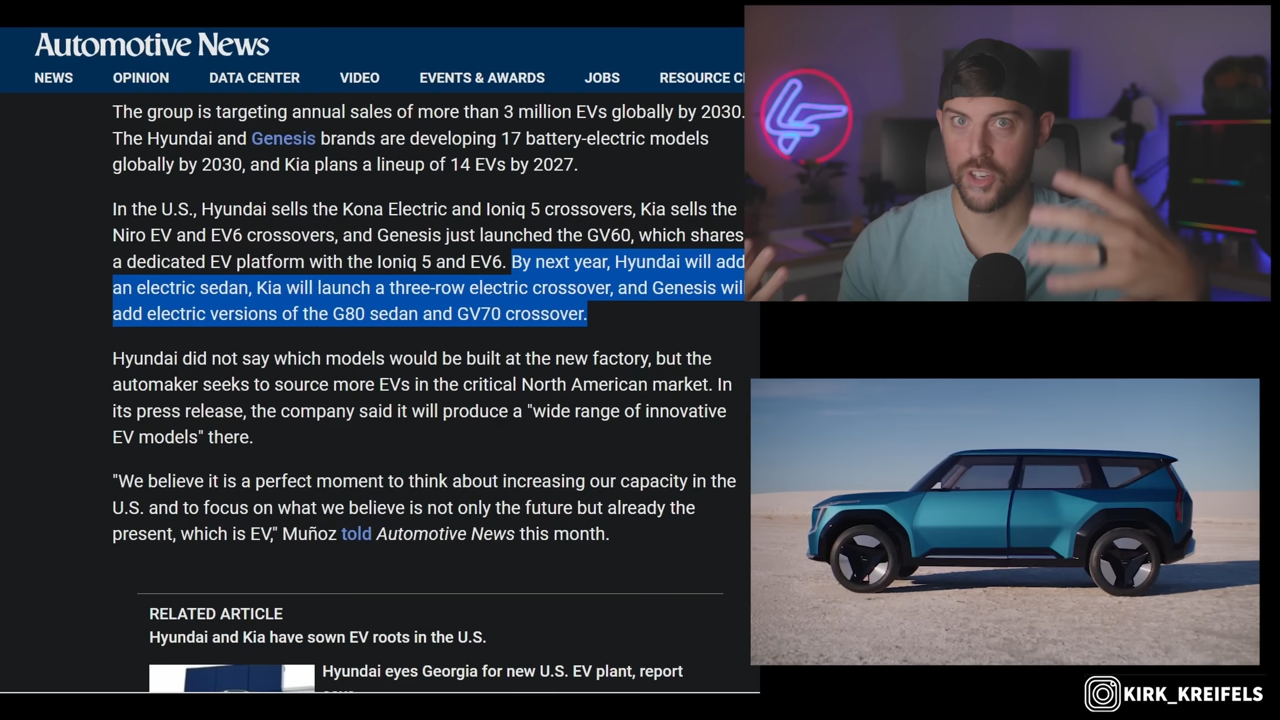 Automotive News
NEWS OPINION DATA CENTER VIDEO EVENTS & AWARDS JOBS RESOURCE
The group is targeting annual sales of more than 3 million EVs globally by 2030.
The Hyundai and Genesis brands are developing 17 battery-electric models
globally by 2030, and Kia plans a lineup of 14 EVs by 2027.
In the U.S., Hyundai sells the Kona Electric and Ioniq 5 crossovers, Kia sells the
Niro EV and EV6 crossovers, and Genesis just launched the GV60, which shares
a dedicated EV platform with the Ioniq 5 and EV6. By next year, Hyundai will add
an electric sedan, Kia will launch a three-row electric crossover, and Genesis will
add electric versions of the G80 sedan and GV70 crossover.
Hyundai did not say which models would be built at the new factory, but the
automaker seeks to source more EVs in the critical North American market. In
its press release, the company said it will produce a "wide range of innovative
EV models" there.
"We believe it is a perfect moment to think about increasing our capacity in the
U.S. and to focus on what we believe is not only the future but already the
present, which is EV," Muñoz told Automotive News this month.
RELATED ARTICLE
Hyundai and Kia have sown EV roots in the U.S.
Hyundai eyes Georgia for new U.S. EV plant, report
KIRK_KREIFELS